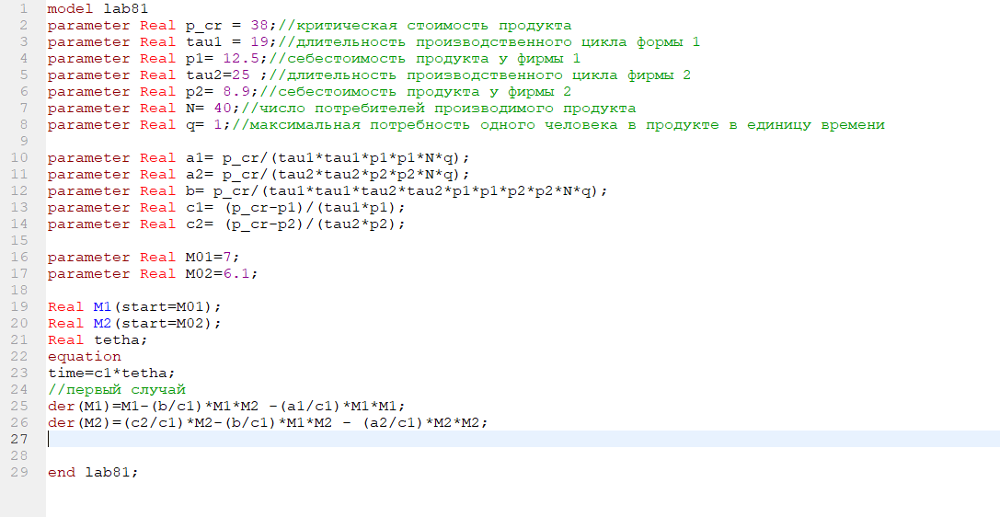 1 model lab81
2 parameter Real p_cr = 38;//критическая стоимость продукта
3 parameter Real tau1 = 19;//длительность производственного цикла формы 1
4 parameter Real p1= 12.5;//себестоимость продукта у фирмы 1
5 parameter Real tau2=25 ;//длительность производственного цикла фирмы 2
6 parameter Real p2= 8.9;//себестоимость продукта у фирмы 2
7 parameter Real N= 40;//число потребителей производимого продукта
8 parameter Real q= 1;//максимальная потребность одного человека в продукте в единицу времени
9
10 parameter Real a1= p_cr/(tau1*tau1*p1*p1*N*q);
11 parameter Real a2= p_cr/(tau2*tau2*p2*p2*N*q);
12 parameter Real b= p_cr/(tau1*tau1*tau2*tau2*p1*p1*p2*p2*N*q);
13 parameter Real c1= (p_cr-p1)/(tau1*p1);
14 parameter Real c2= (p_cr-p2)/(tau2*p2);
15
16 parameter Real M01=7;
17 parameter Real M02=6.1;
18
19 Real M1(start=M01);
20 Real M2(start=M02);
21 Real tetha;
22 equation
23 time=c1*tetha;
24 //первый случай
25 der(M1)=M1-(b/c1)*M1*M2 -(a1/c1)*M1*M1;
26 der(M2)=(c2/c1)*M2-(b/c1)*M1*M2 - (a2/c1)*M2*M2;
27
28
29 end lab81;